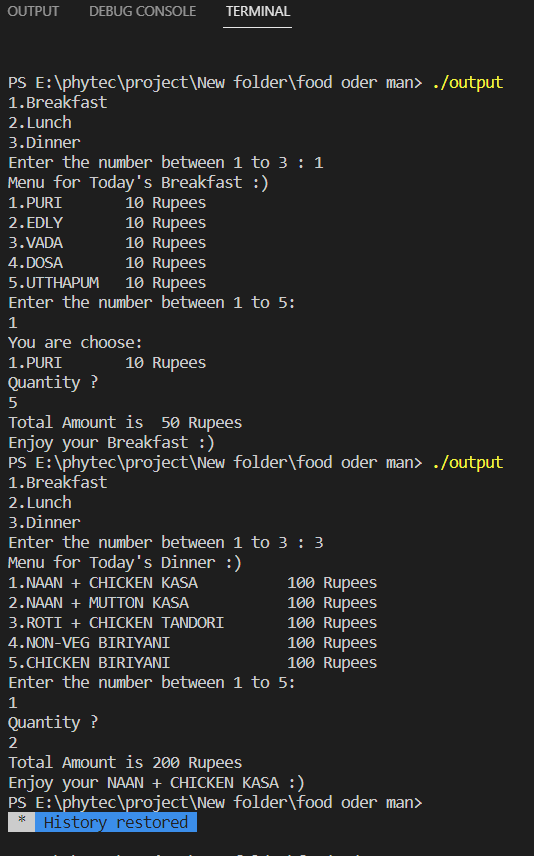 OUTPUT DEBUG CONSOLE TERMINAL
PS E:\phytec\project\New folder\food oder man> ./output
1.Breakfast
2.Lunch
3.Dinner
Enter the number between 1 to 3 : 1
Menu for Today's Breakfast :)
1.PURI       10 Rupees
2.EDLY       10 Rupees
3.VADA       10 Rupees
4.DOSA       10 Rupees
5.UTTHAPUM   10 Rupees
Enter the number between 1 to 5:
1
You are choose:
1.PURI       10 Rupees
Quantity ?
5
Total Amount is  50 Rupees
Enjoy your Breakfast :)
PS E:\phytec\project\New folder\food oder man> ./output
1.Breakfast
2.Lunch
3.Dinner
Enter the number between 1 to 3 : 3
Menu for Today's Dinner :)
1.NAAN + CHICKEN KASA          100 Rupees
2.NAAN + MUTTON KASA           100 Rupees
3.ROTI + CHICKEN TANDORI       100 Rupees
4.NON-VEG BIRIYANI             100 Rupees
5.CHICKEN BIRIYANI             100 Rupees
Enter the number between 1 to 5:
1
Quantity ?
2
Total Amount is 200 Rupees
Enjoy your NAAN + CHICKEN KASA :)
PS E:\phytec\project\New folder\food oder man>
* History restored